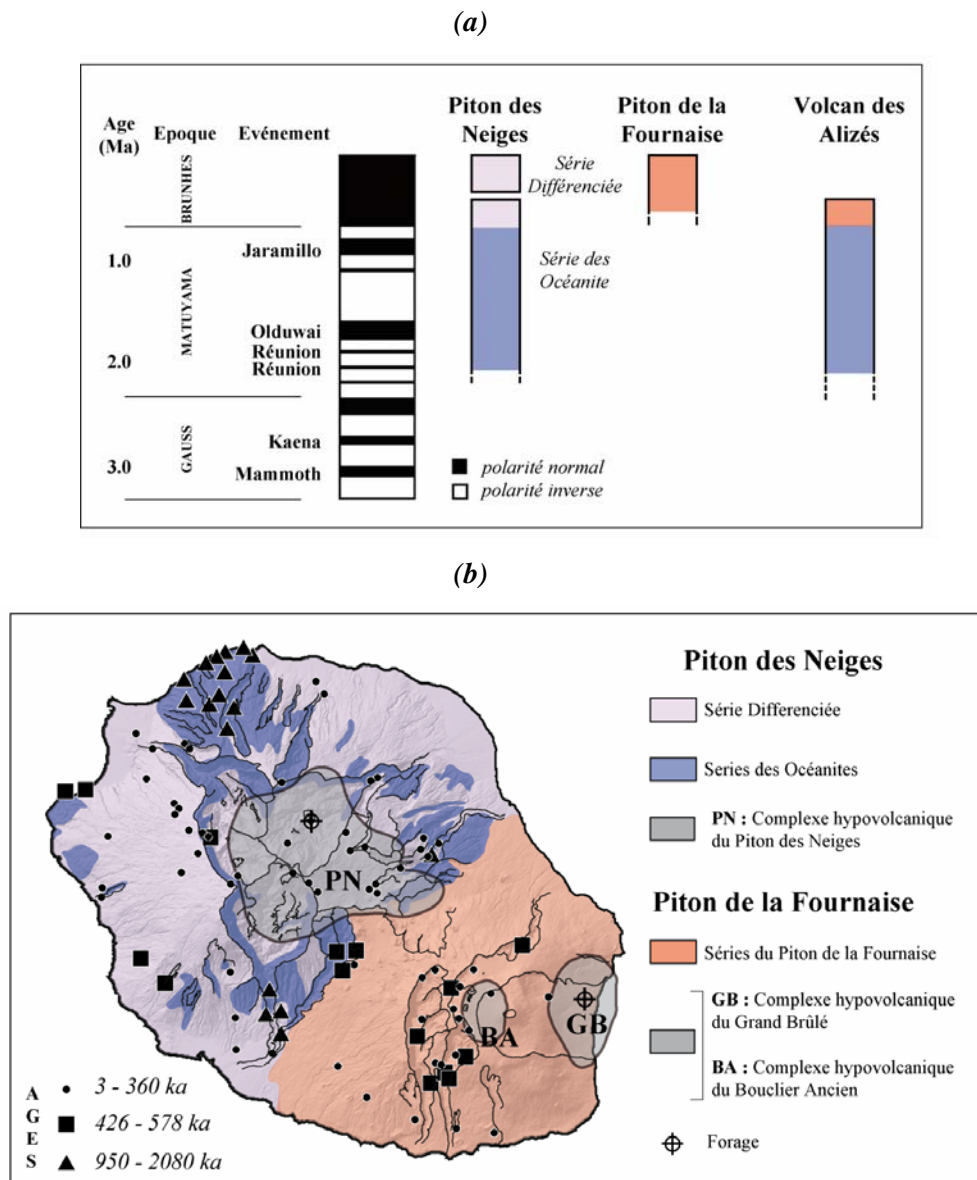 (a)
Piton des
Neiges
Piton de la
Fournaise
Volcan des
Alizés
Age
(Ma)
Epoque
Evénement
BRUNHES
MATUYAMA
GAUSS
1.0
2.0
3.0
Jaramillo
Olduwai
Réunion
Réunion
Kaena
Mammoth
Série
Différenciée
Série des
Océanite
polarité normal
polarité inverse
(b)
PN
BA
GB
AGES
3 - 360 ka
426 - 578 ka
950 - 2080 ka
Piton des Neiges
Série Differenciée
Series des Océanites
PN : Complexe hypovolcanique
du Piton des Neiges
Piton de la Fournaise
Séries du Piton de la Fournaise
GB : Complexe hypovolcanique
du Grand Brûlé
BA : Complexe hypovolcanique
du Bouclier Ancien
Forage